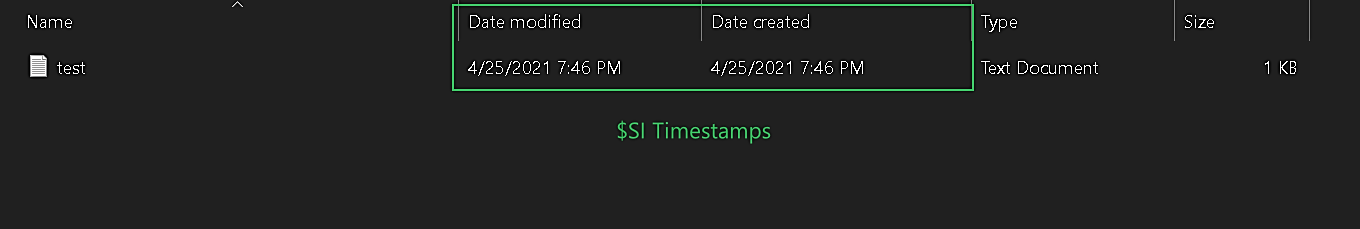 Name Date modified Date created Type Size
test 4/25/2021 7:46 PM 4/25/2021 7:46 PM Text Document 1 KB
$SI Timestamps